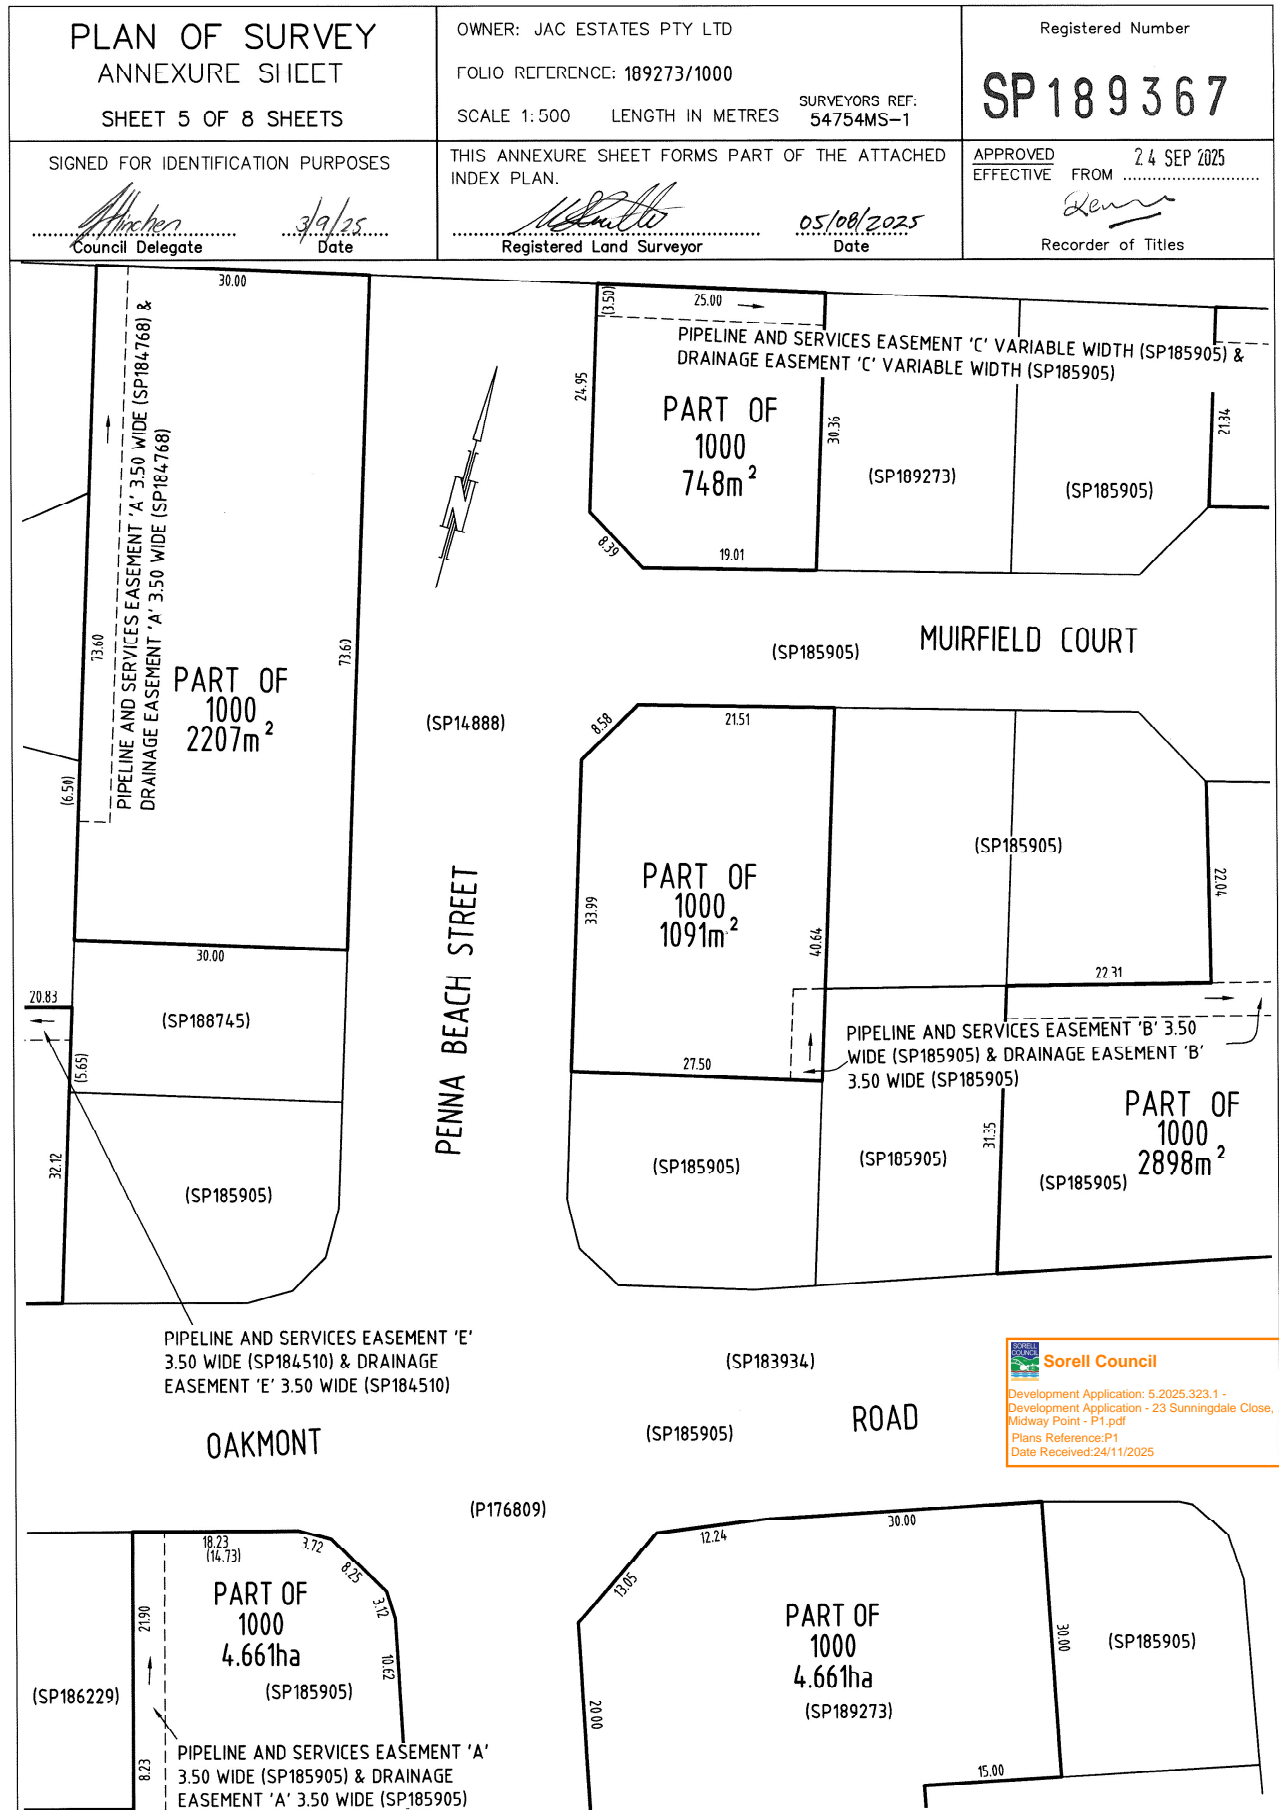 PLAN OF SURVEY
ANNEXURE SHEET
SHEET 5 OF 8 SHEETS
OWNER: JAC ESTATES PTY LTD
FOLIO REFERENCE: 189273/1000
SCALE 1:500 LENGTH IN METRES
SURVEYORS REF:
54754MS-1
Registered Number
SP189367
SIGNED FOR IDENTIFICATION PURPOSES
3/9/25
Council Delegate Date
THIS ANNEXURE SHEET FORMS PART OF THE ATTACHED
INDEX PLAN.
05/08/2025
Registered Land Surveyor Date
APPROVED
EFFECTIVE FROM 24 SEP 2025
Recorder of Titles
30.00
PIPELINE AND SERVICES EASEMENT 'A' 3.50 WIDE (SP184768) &
DRAINAGE EASEMENT 'A' 3.50 WIDE (SP184768)
73.60
73.60
(6.50)
PART OF
1000
2207m²
30.00
(3.50)
25.00
PIPELINE AND SERVICES EASEMENT 'C' VARIABLE WIDTH (SP185905) &
DRAINAGE EASEMENT 'C' VARIABLE WIDTH (SP185905)
24.95
PART OF
1000
748m²
30.36
8.39
19.01
(SP189273)
(SP185905)
21.34
(SP185905)
MUIRFIELD COURT
(SP14888)
8.58
21.51
33.99
PART OF
1000
1091m²
40.64
27.50
(SP185905)
22.04
22.31
PENNA BEACH STREET
20.83
(SP188745)
(5.65)
32.12
(SP185905)
PIPELINE AND SERVICES EASEMENT 'B' 3.50
WIDE (SP185905) & DRAINAGE EASEMENT 'B'
3.50 WIDE (SP185905)
PART OF
1000
2898m²
(SP185905)
31.35
(SP185905)
(SP185905)
PIPELINE AND SERVICES EASEMENT 'E'
3.50 WIDE (SP184510) & DRAINAGE
EASEMENT 'E' 3.50 WIDE (SP184510)
(SP183934)
SORELL
COUNCIL
Sorell Council
Development Application: 5.2025.323.1 -
Development Application - 23 Sunningdale Close,
Midway Point - P1.pdf
Plans Reference:P1
Date Received:24/11/2025
OAKMONT
(SP185905)
ROAD
(P176809)
18.23
(14.73)
3.72
8.25
3.12
10.62
21.90
8.23
PART OF
1000
4.661ha
(SP185905)
(SP186229)
PIPELINE AND SERVICES EASEMENT 'A'
3.50 WIDE (SP185905) & DRAINAGE
EASEMENT 'A' 3.50 WIDE (SP185905)
12.24
30.00
13.05
20.00
PART OF
1000
4.661ha
(SP189273)
30.00
(SP185905)
15.00